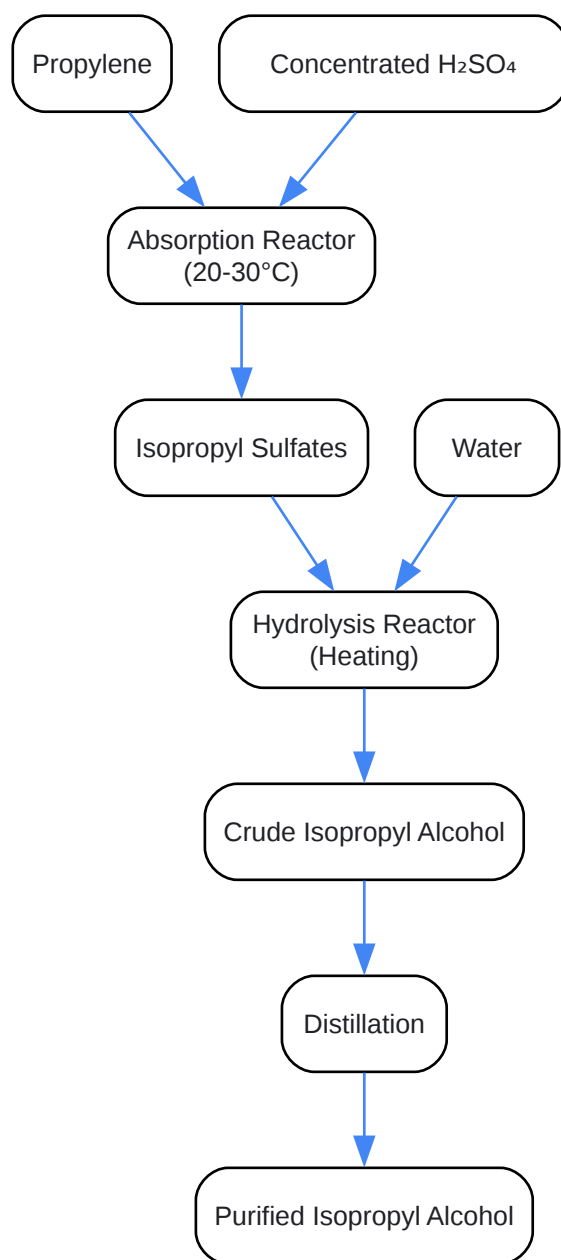 Propylene
Concentrated H₂SO₄
Absorption Reactor
(20-30°C)
Isopropyl Sulfates
Water
Hydrolysis Reactor
(Heating)
Crude Isopropyl Alcohol
Distillation
Purified Isopropyl Alcohol